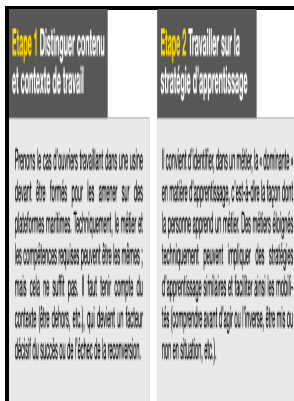 Etape 1 Distinguer contenu
et contexte de travail
Prenons le cas d'ouvriers travaillant dans une usine
devant être formés pour les amener sur des
plateformes maritimes. Techniquement, le métier et
les compétences requises peuvent être les mêmes ;
mais cela ne suffit pas. Il faut tenir compte du
contexte (être dehors, etc.), qui devient un facteur
décisif du succès ou de l'échec de la reconversion.
Etape 2 Travailler sur la
stratégie d'apprentissage
Il convient d'identifier, dans un métier, la « dominante »
en matière d'apprentissage, c'est-à-dire la façon dont
la personne apprend un métier. Des métiers éloignés
techniquement peuvent impliquer des stratégies
d'apprentissage similaires et faciliter ainsi les mobili-
tés (comprendre avant d'agir ou l'inverse, être mis ou
non en situation, etc.).